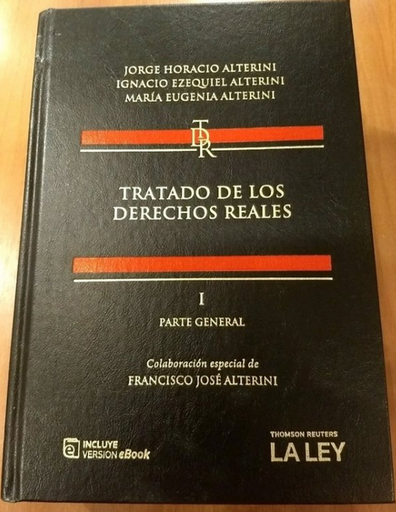 JORGE HORACIO ALTERINI
IGNACIO EZEQUIEL ALTERINI
MARÍA EUGENIA ALTERINI
TDR
TRATADO DE LOS
DERECHOS REALES
I
PARTE GENERAL
Colaboración especial de
FRANCISCO JOSÉ ALTERINI
e
INCLUYE
VERSION eBook
THOMSON REUTERS
LA LEY